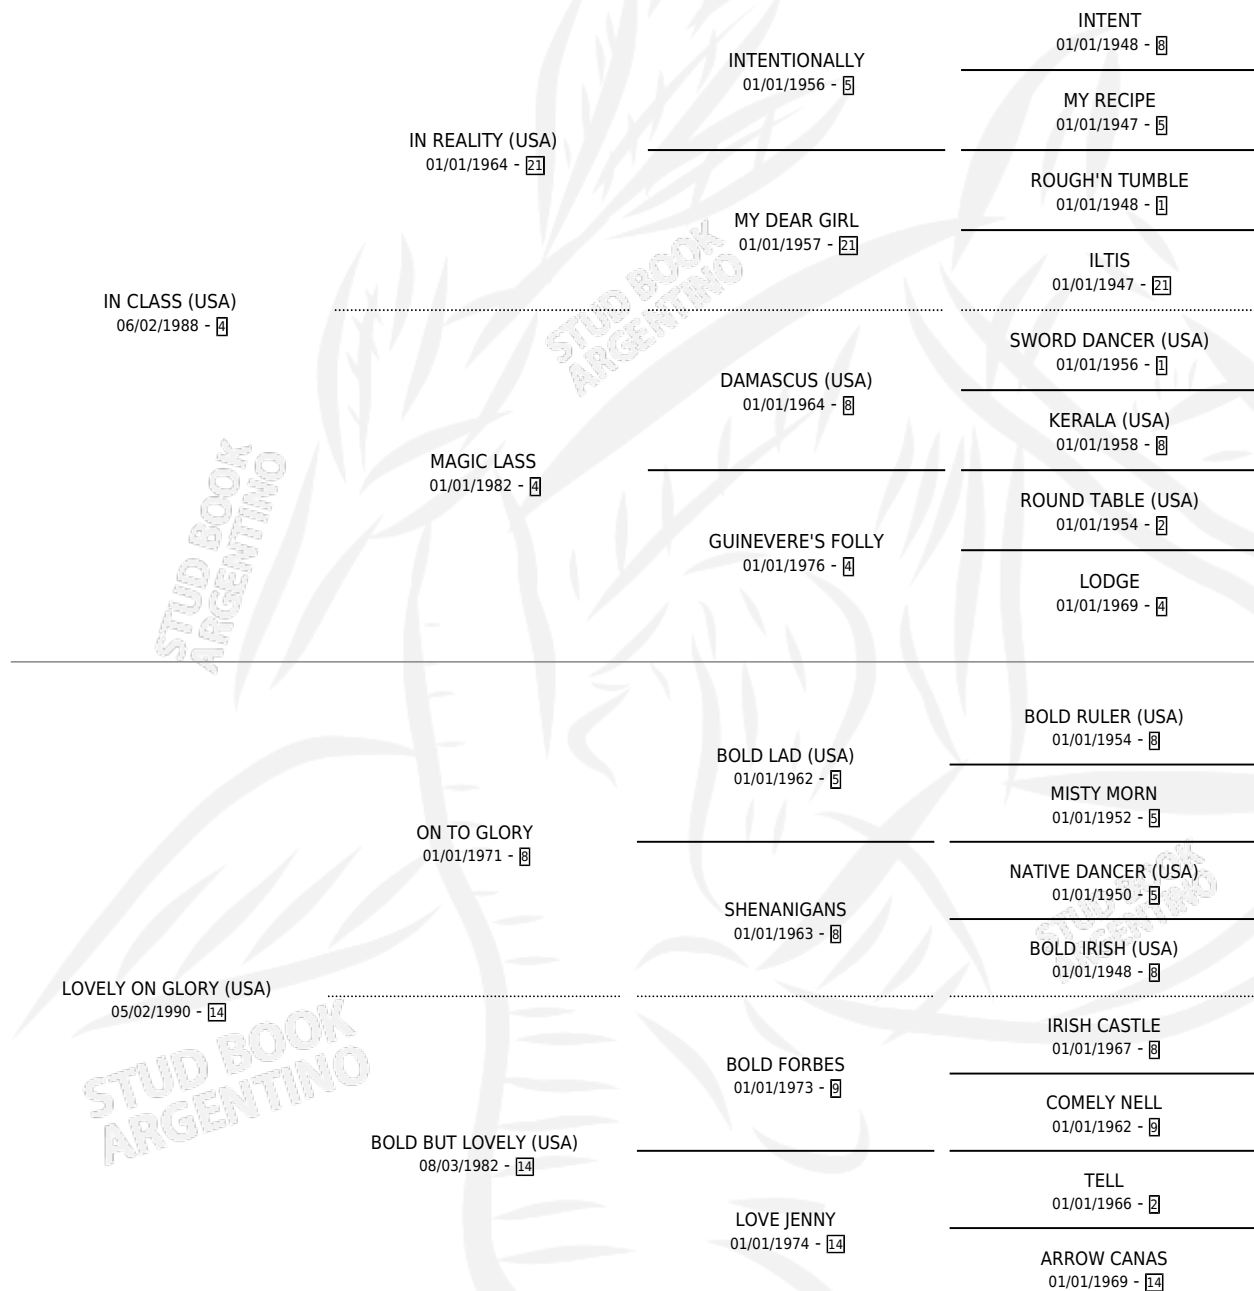 INTENT
01/01/1948 - 8
INTENTIONALLY
01/01/1956 - 5
MY RECIPE
01/01/1947 - 5
IN REALITY (USA)
01/01/1964 - 21
ROUGH'N TUMBLE
01/01/1948 - 1
MY DEAR GIRL
01/01/1957 - 21
ILTIS
01/01/1947 - 21
IN CLASS (USA)
06/02/1988 - 4
STUD BOOK
ARGENTINO
SWORD DANCER (USA)
01/01/1956 - 1
DAMASCUS (USA)
01/01/1964 - 8
KERALA (USA)
01/01/1958 - 8
MAGIC LASS
01/01/1982 - 4
ROUND TABLE (USA)
01/01/1954 - 2
GUINEVERE'S FOLLY
01/01/1976 - 4
LODGE
01/01/1969 - 4
STUD BOOK
ARGENTINO
BOLD RULER (USA)
01/01/1954 - 8
BOLD LAD (USA)
01/01/1962 - 5
MISTY MORN
01/01/1952 - 5
ON TO GLORY
01/01/1971 - 8
NATIVE DANCER (USA)
01/01/1950 - 5
SHENANIGANS
01/01/1963 - 8
BOLD IRISH (USA)
01/01/1948 - 8
STUD BOOK
ARGENTINO
LOVELY ON GLORY (USA)
05/02/1990 - 14
IRISH CASTLE
01/01/1967 - 8
BOLD FORBES
01/01/1973 - 9
COMELY NELL
01/01/1962 - 9
STUD BOOK
ARGENTINO
BOLD BUT LOVELY (USA)
08/03/1982 - 14
TELL
01/01/1966 - 2
LOVE JENNY
01/01/1974 - 14
ARROW CANAS
01/01/1969 - 14